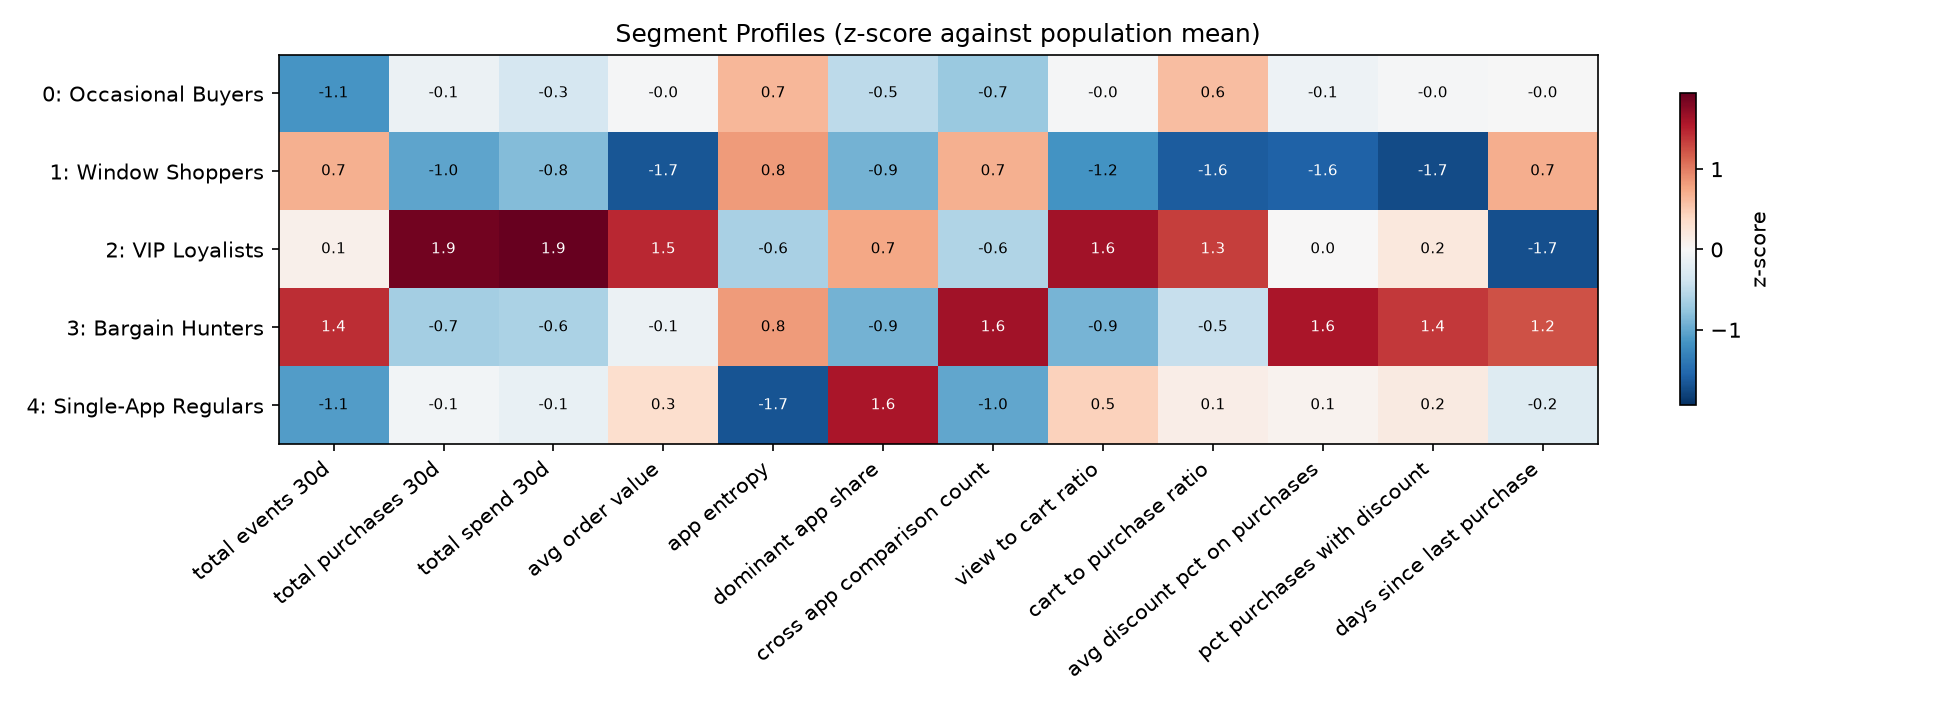 Segment Profiles (z-score against population mean)
0: Occasional Buyers -1.1 -0.1 -0.3 -0.0 0.7 -0.5 -0.7 -0.0 0.6 -0.1 -0.0 -0.0
1: Window Shoppers 0.7 -1.0 -0.8 -1.7 0.8 -0.9 0.7 -1.2 -1.6 -1.6 -1.7 0.7
2: VIP Loyalists 0.1 1.9 1.9 1.5 -0.6 0.7 -0.6 1.6 1.3 0.0 0.2 -1.7
3: Bargain Hunters 1.4 -0.7 -0.6 -0.1 0.8 -0.9 1.6 -0.9 -0.5 1.6 1.4 1.2
4: Single-App Regulars -1.1 -0.1 -0.1 0.3 -1.7 1.6 -1.0 0.5 0.1 0.1 0.2 -0.2
total events 30d
total purchases 30d
total spend 30d
avg order value
app entropy
dominant app share
cross app comparison count
view to cart ratio
cart to purchase ratio
avg discount pct on purchases
pct purchases with discount
days since last purchase
1
0
−1
z-score